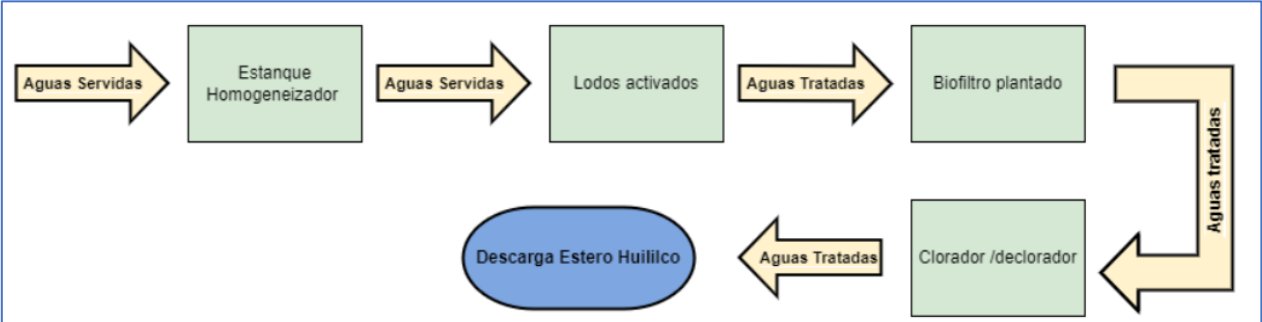 Aguas Servidas
Estanque
Homogeneizador
Aguas Servidas
Lodos activados
Aguas Tratadas
Biofiltro plantado
Aguas tratadas
Clorador /declorador
Aguas Tratadas
Descarga Estero Huililco